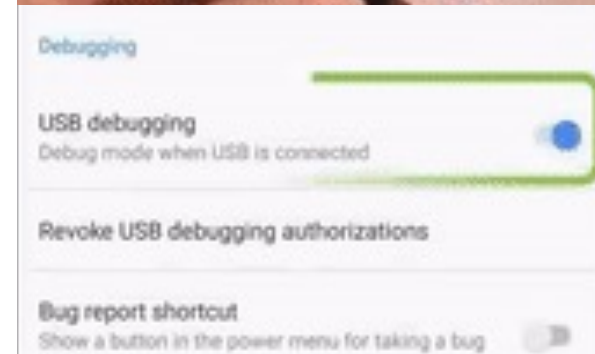 Debugging
USB debugging
Debug mode when USB is connected
Revoke USB debugging authorizations
Bug report shortcut
Show a button in the power menu for taking a bug